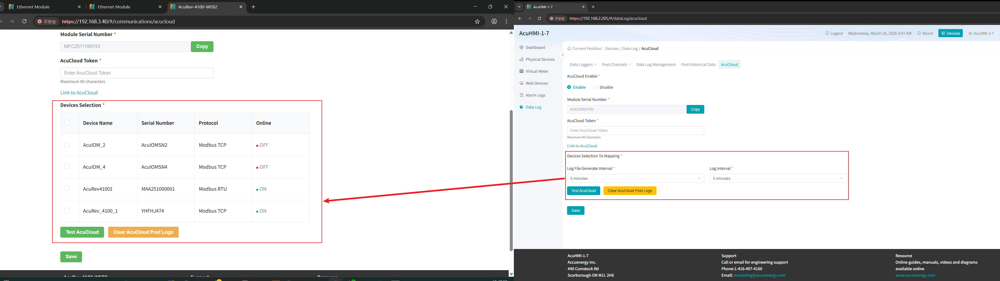 Ethernet Module
Ethernet Module
AcuRev-4100-WEB2
不安全 https://192.168.3.40/#/communications/acucloud
Module Serial Number *
MFC2511199743
Copy
AcuCloud Token *
Enter AcuCloud Token
Maximum 40 characters
Link to AcuCloud
Devices Selection *
Device Name Serial Number Protocol Online
AcuIOM_2 AcuIOMSN2 Modbus TCP OFF
AcuIOM_4 AcuIOMSN4 Modbus TCP OFF
AcuRev41001 MAA251000001 Modbus RTU ON
AcuRev_4100_1 YHFHJ474 Modbus TCP ON
Test AcuCloud Clear AcuCloud Post Logs
Save
AcuRev-4100-WEB2 Support Resource
AcuHMI-1-7
不安全 https://192.168.2.205/#/dataLog/acucloud
AcuHMI-1-7
Logout Wednesday, March 25, 2026 3:47 AM About Devices AcuHMI-1-7
Dashboard
Physical Devices
Virtual Meter
Web Devices
Alarm Logs
Data Log
Current Position: Devices / Data Log / AcuCloud
Data Loggers Post Channels Data Log Management Post Historical Data AcuCloud
AcuCloud Enable *
Enable Disable
Module Serial Number *
AHI25082199
Copy
AcuCloud Token *
Enter AcuCloud Token
Maximum 40 characters
Link to AcuCloud
Devices Selection To Mapping *
Log File Generate Interval * Log Interval *
5 minutes 5 minutes
Test AcuCloud Clear AcuCloud Post Logs
Save
AcuHMI-1-7
Accuenergy Inc.
440 Comstock Rd
Scarborough ON M1L 2H6
Support
Call or email for engineering support
Phone:1-416-497-4100
Email: marketing@accuenergy.com
Resource
Online guides, manuals, videos and diagrams
available online
www.accuenergy.com